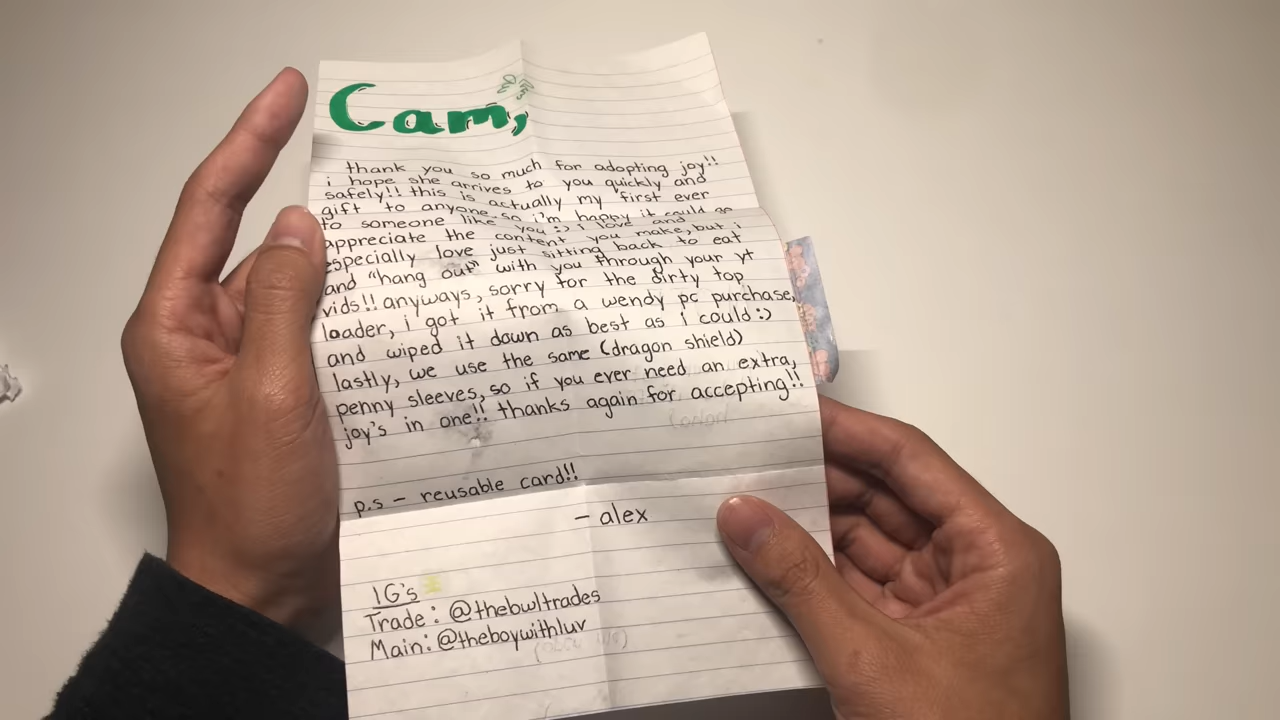 Cam,
thank you so much for adopting joy!!
i hope she arrives to you quickly and
safely!! this is actually my first ever
gift to anyone, so i'm happy it could go
to someone like you :) i love and
appreciate the content you make, but i
especially love just sitting back to eat
and "hang out" with you through your yt
vids!! anyways, sorry for the dirty top
loader, i got it from a wendy pc purchase,
and wiped it down as best as i could :)
lastly, we use the same (dragon shield)
penny sleeves, so if you ever need an extra,
joy's in one!! thanks again for accepting!!
p.s - reusable card!!
- alex
IG's
Trade: @thebwltrades
Main: @theboywithluv